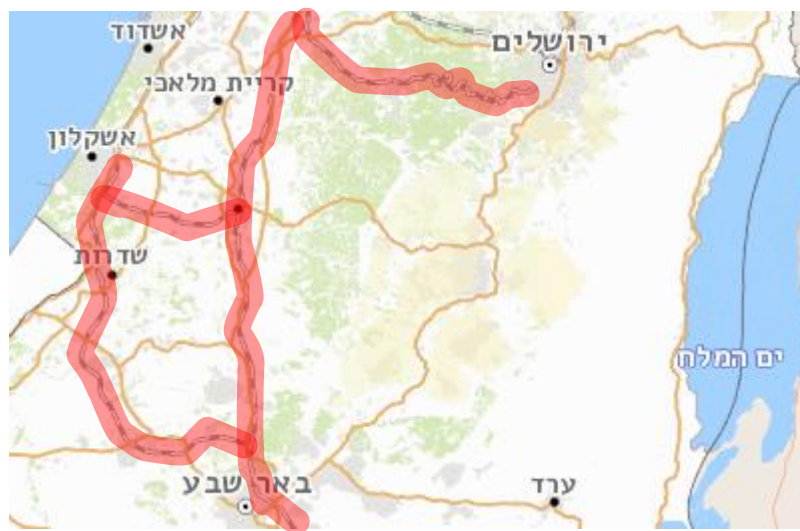 אשדוד
ירושלים
קריית מלאכי
אשקלון
שדרות
ים המלח
באר שבע
ערד